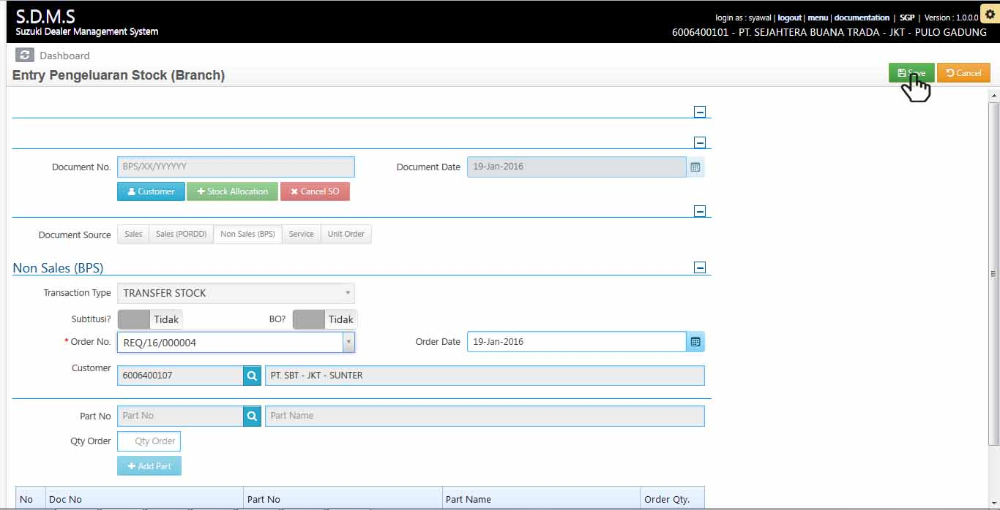 S.D.M.S
Suzuki Dealer Management System
login as : syawal | logout | menu | documentation | SGP | Version : 1.0.0.0
6006400101 - PT. SEJAHTERA BUANA TRADA - JKT - PULO GADUNG
Dashboard
Entry Pengeluaran Stock (Branch)
Save Cancel
Document No. BPS/XX/YYYYYY Document Date 19-Jan-2016
Customer Stock Allocation Cancel SO
Document Source Sales Sales (PORDD) Non Sales (BPS) Service Unit Order
Non Sales (BPS)
Transaction Type TRANSFER STOCK
Subtitusi? Tidak BO? Tidak
* Order No. REQ/16/000004 Order Date 19-Jan-2016
Customer 6006400107 PT. SBT - JKT - SUNTER
Part No Part No Part Name
Qty Order Qty Order
Add Part
No Doc No Part No Part Name Order Qty.